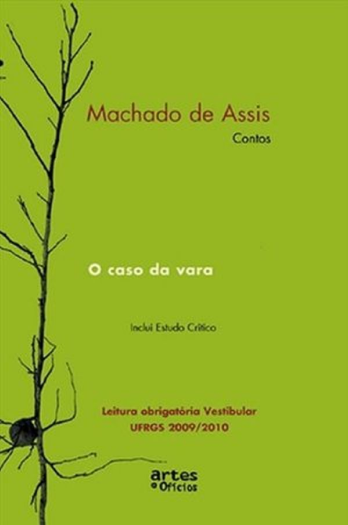 Machado de Assis
Contos
O caso da vara
Inclui Estudo Crítico
Leitura obrigatória Vestibular
UFRGS 2009/2010
artes
e Ofícios